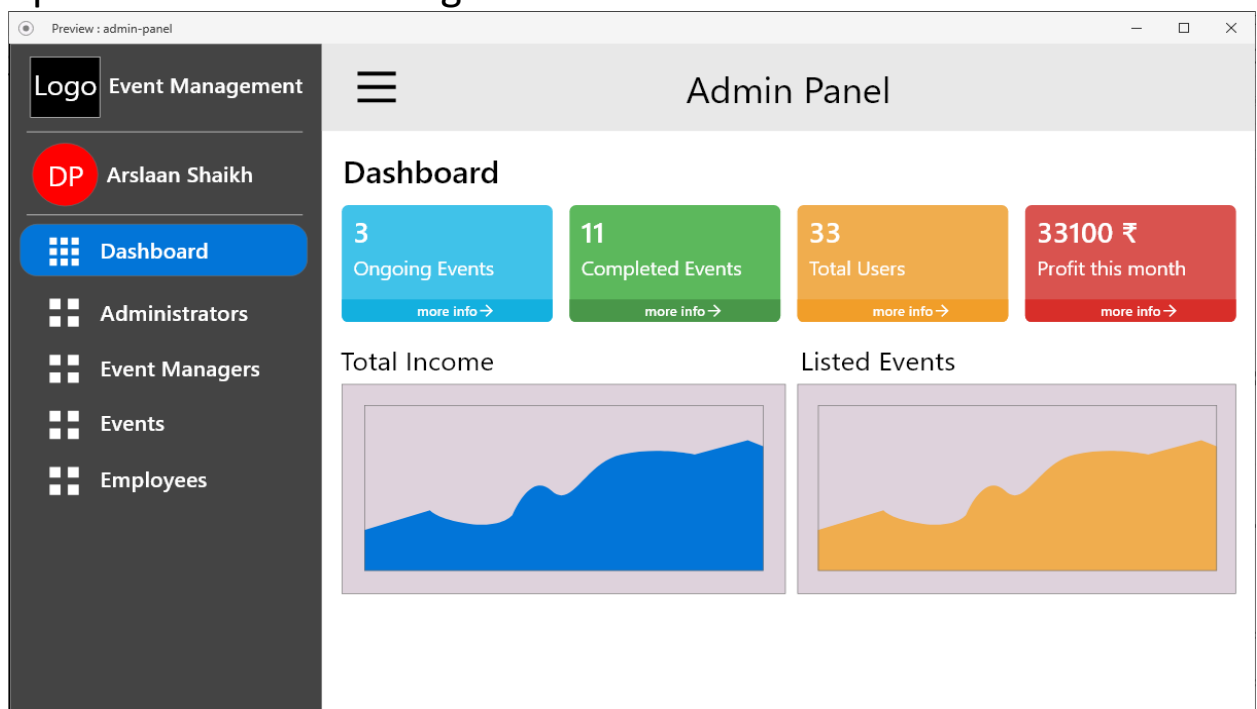 Preview : admin-panel
Logo Event Management
DP Arslaan Shaikh
Dashboard
Administrators
Event Managers
Events
Employees
Admin Panel
Dashboard
3
Ongoing Events
more info
11
Completed Events
more info
33
Total Users
more info
33100 ₹
Profit this month
more info
Total Income
Listed Events